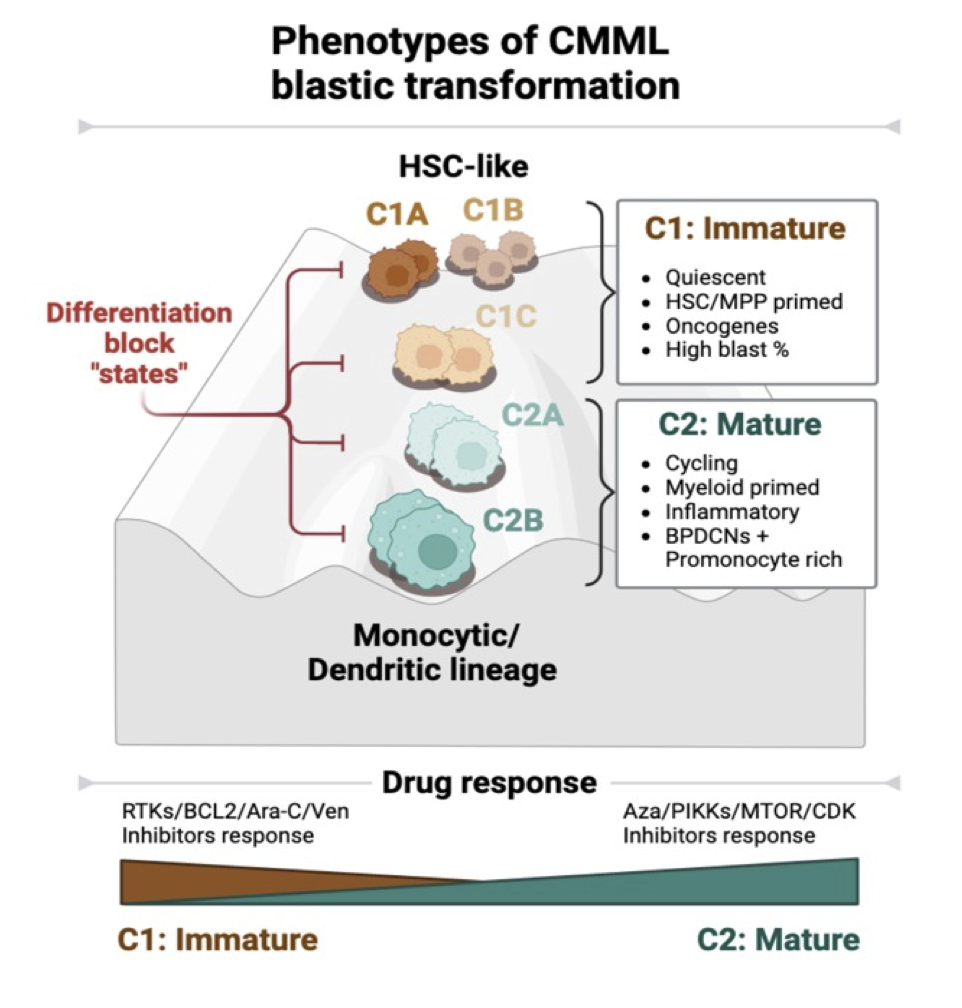 Phenotypes of CMML
blastic transformation
HSC-like
C1A
C1B
C1C
C2A
C2B
Differentiation
block
"states"
C1: Immature
• Quiescent
• HSC/MPP primed
• Oncogenes
• High blast %
C2: Mature
• Cycling
• Myeloid primed
• Inflammatory
• BPDCNs +
Promonocyte rich
Monocytic/
Dendritic lineage
Drug response
RTKs/BCL2/Ara-C/Ven
Inhibitors response
Aza/PIKKs/MTOR/CDK
Inhibitors response
C1: Immature
C2: Mature